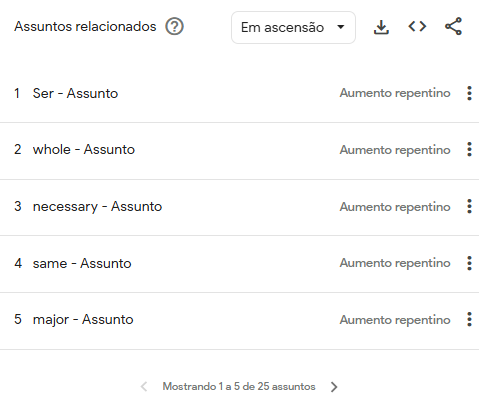 Assuntos relacionados ? Em ascensão
1 Ser - Assunto Aumento repentino
2 whole - Assunto Aumento repentino
3 necessary - Assunto Aumento repentino
4 same - Assunto Aumento repentino
5 major - Assunto Aumento repentino
Mostrando 1 a 5 de 25 assuntos